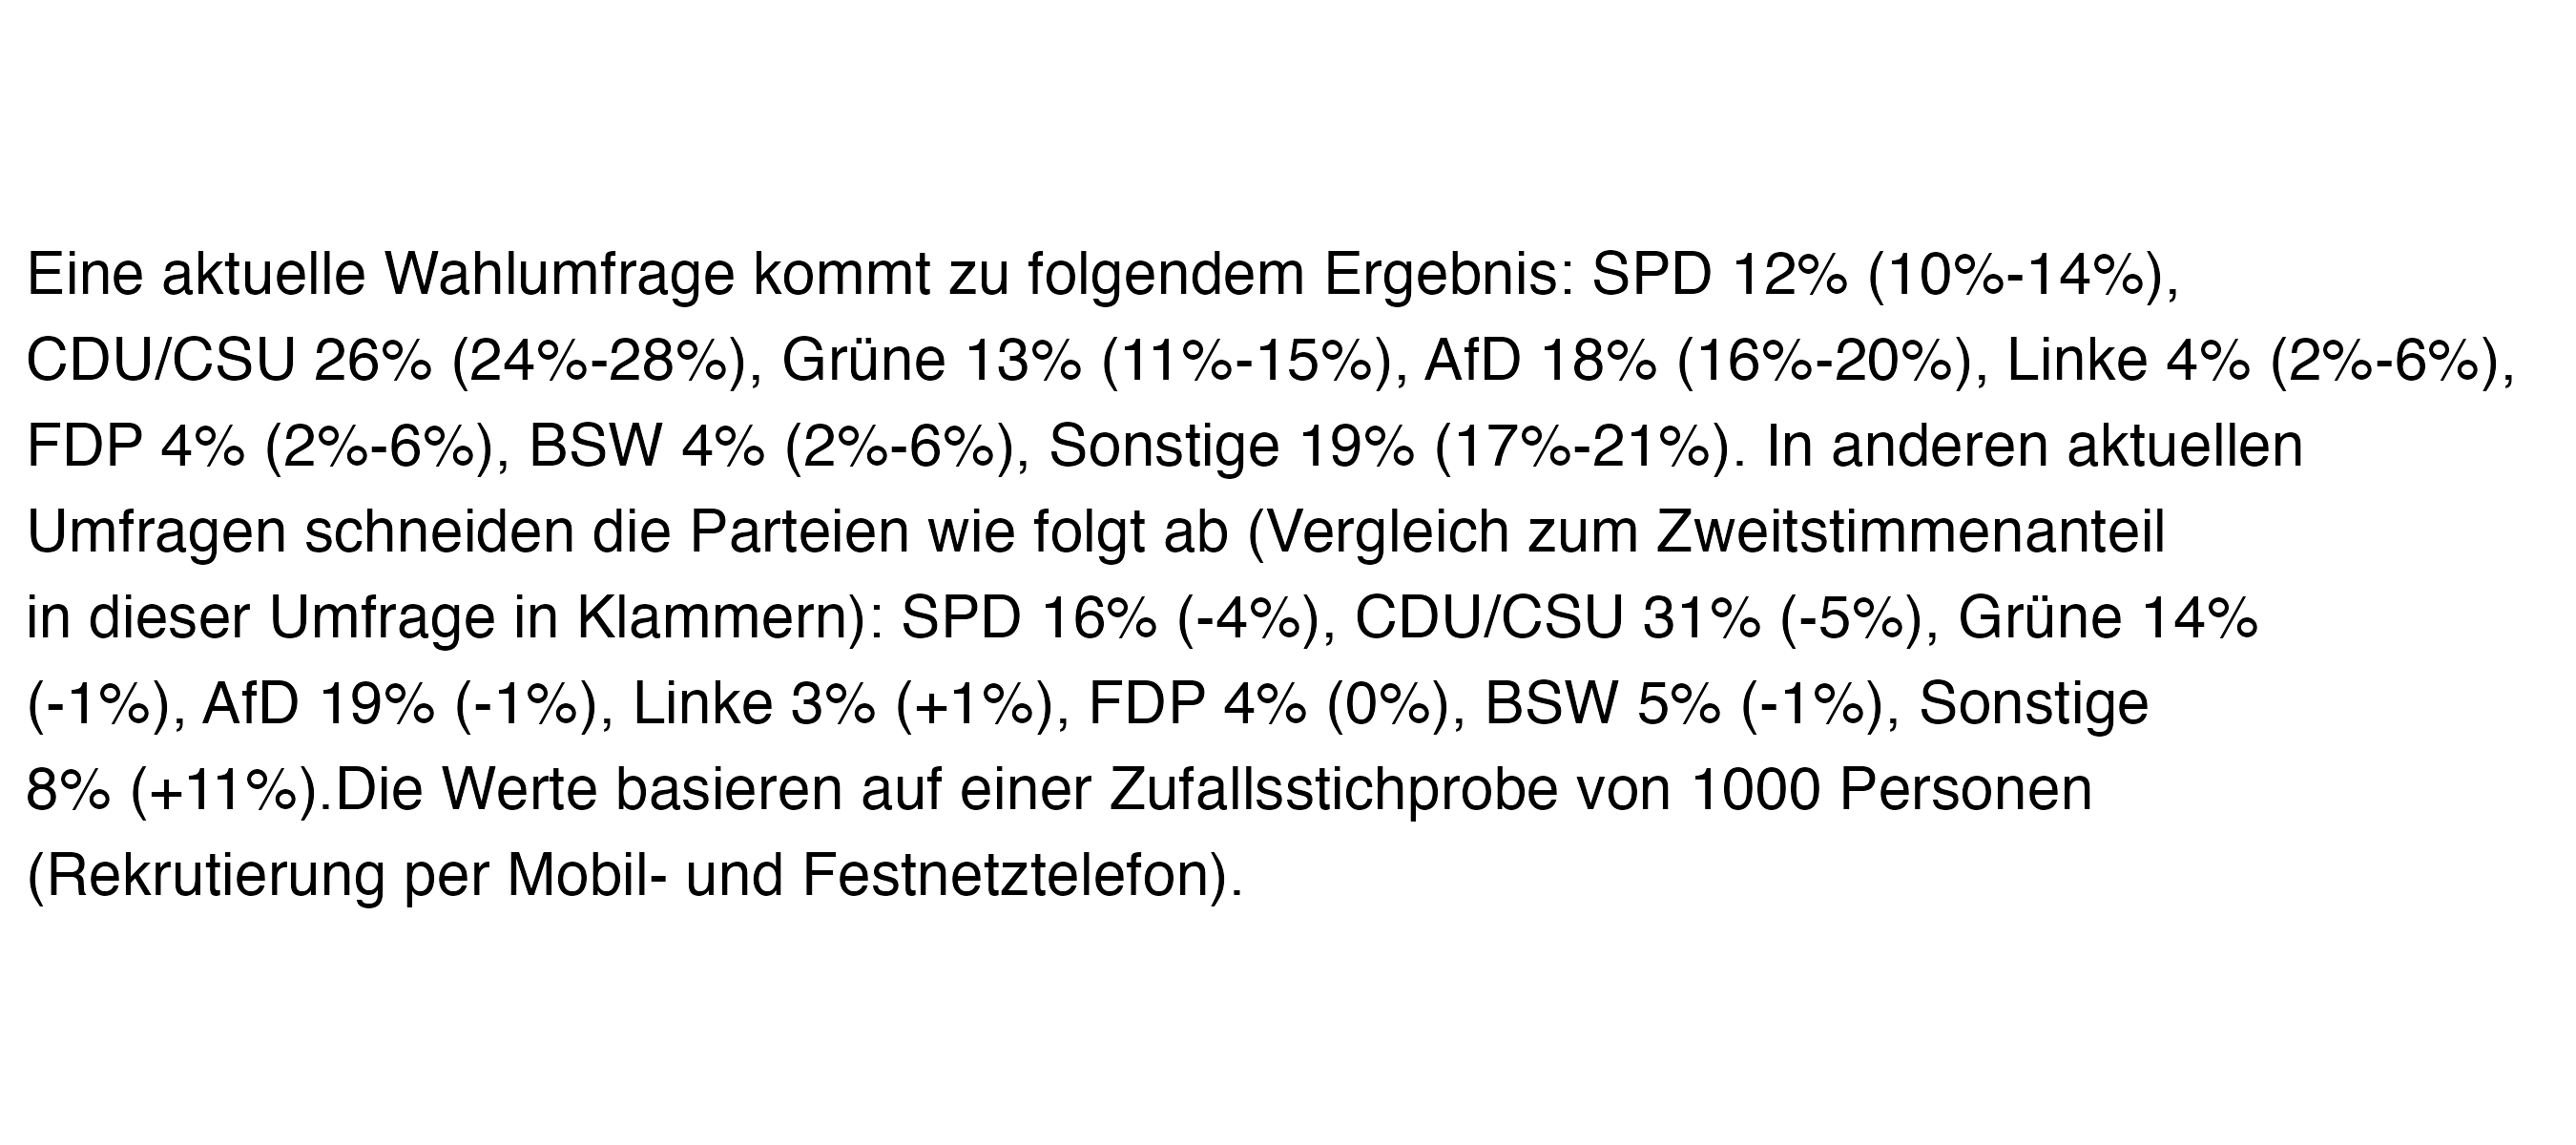 Eine aktuelle Wahlumfrage kommt zu folgendem Ergebnis: SPD 12% (10%-14%),
CDU/CSU 26% (24%-28%), Grüne 13% (11%-15%), AfD 18% (16%-20%), Linke 4% (2%-6%),
FDP 4% (2%-6%), BSW 4% (2%-6%), Sonstige 19% (17%-21%). In anderen aktuellen
Umfragen schneiden die Parteien wie folgt ab (Vergleich zum Zweitstimmenanteil
in dieser Umfrage in Klammern): SPD 16% (-4%), CDU/CSU 31% (-5%), Grüne 14%
(-1%), AfD 19% (-1%), Linke 3% (+1%), FDP 4% (0%), BSW 5% (-1%), Sonstige
8% (+11%).Die Werte basieren auf einer Zufallsstichprobe von 1000 Personen
(Rekrutierung per Mobil- und Festnetztelefon).